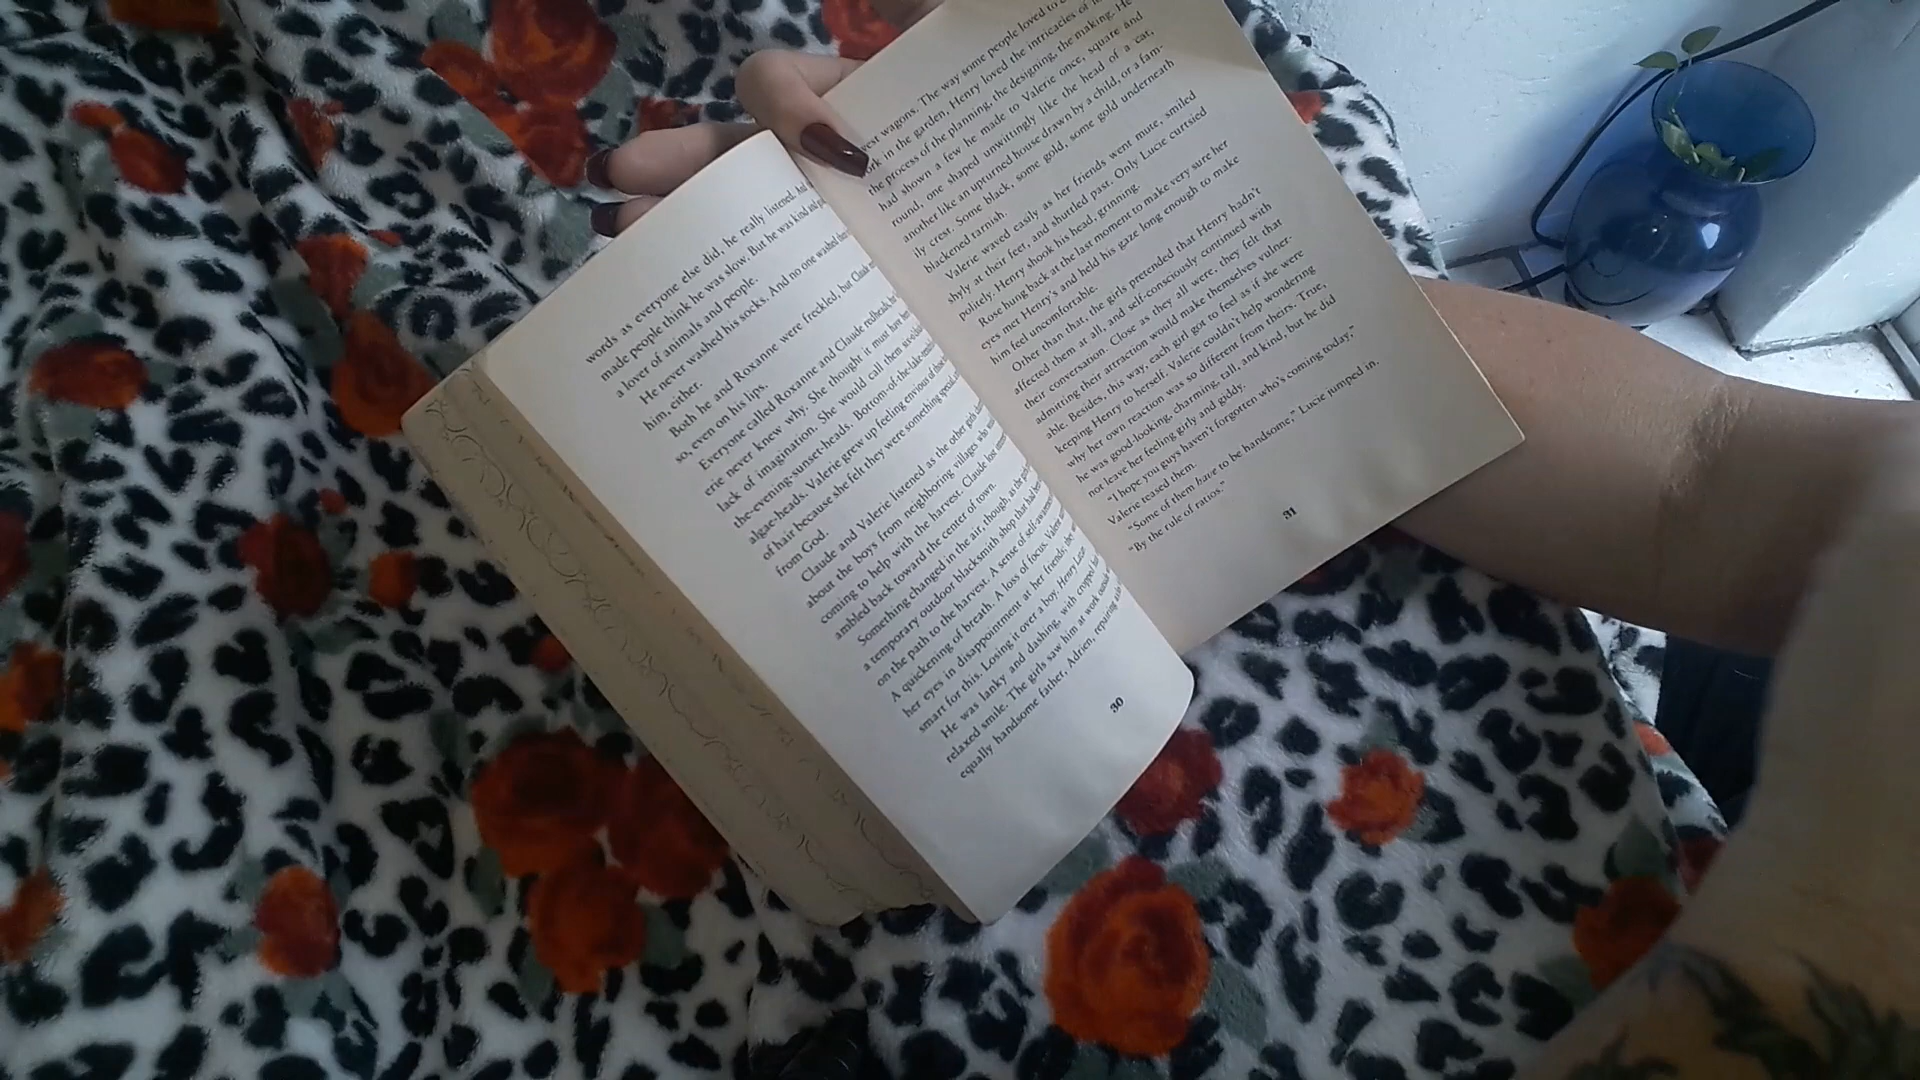 words as everyone else did, he really listened,
made people think he was slow. But he was kind and
a lover of animals and people.
He never washed his socks. And no one washed
him, either.
Both he and Roxanne were freckled, but
so, even on his lips.
Everyone called Roxanne and Claude redheads,
erie never knew why. She thought it must have
lack of imagination. She would call them
the-evening-sunset-heads. Bottom-of-the-lake-
algae-heads. Valerie grew up feeling envious of
of hair because she felt they were something special,
from God.
Claude and Valerie listened as the other girls
about the boys from neighboring villages who
coming to help with the harvest. Claude lost
ambled back toward the center of town.
Something changed in the air, though, as the
a temporary outdoor blacksmith shop that had
on the path to the harvest. A sense of
A quickening of breath. A loss of focus.
her eyes in disappointment at her friends; they
smart for this. Losing it over a boy. Henry
He was lanky and dashing, with cropped
relaxed smile. The girls saw him at work
equally handsome father, Adrien, repairing
30
wagons. The way some people loved to
in the garden, Henry loved the intricacies of
the process of the planning, the designing, the making. He
had shown a few he made to Valerie once, square and
round, one shaped unwittingly like the head of a cat,
another like an upturned house drawn by a child, or a fam-
ily crest. Some black, some gold, some gold underneath
blackened tarnish.
Valerie waved easily as her friends went mute, smiled
shyly at their feet, and shuttled past. Only Lucie curtsied
politely. Henry shook his head, grinning.
Rose hung back at the last moment to make very sure her
eyes met Henry's and held his gaze long enough to make
him feel uncomfortable.
Other than that, the girls pretended that Henry hadn't
affected them at all, and self-consciously continued with
their conversation. Close as they all were, they felt that
admitting their attraction would make themselves vulner-
able. Besides, this way, each girl got to feel as if she were
keeping Henry to herself. Valerie couldn't help wondering
why her own reaction was so different from theirs. True,
he was good-looking, charming, tall, and kind, but he did
not leave her feeling girly and giddy.
"I hope you guys haven't forgotten who's coming today,"
Valerie teased them.
"Some of them have to be handsome," Lucie jumped in.
"By the rule of ratios."
31